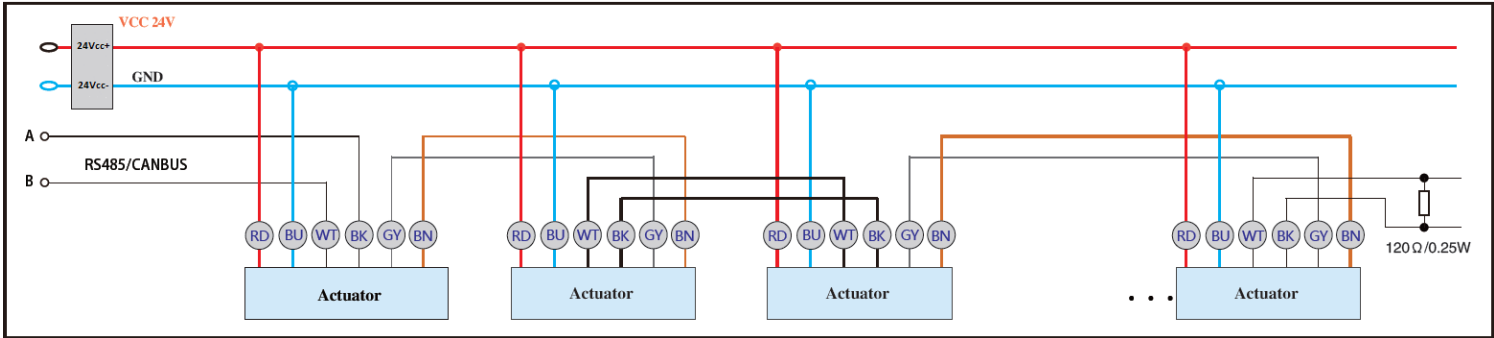 VCC 24V
24Vcc+
24Vcc-
GND
A
RS485/CANBUS
B
RD BU WT BK GY BN
RD BU WT BK GY BN
RD BU WT BK GY BN
RD BU WT BK GY BN
120Ω/0.25W
Actuator
Actuator
Actuator
. . .
Actuator